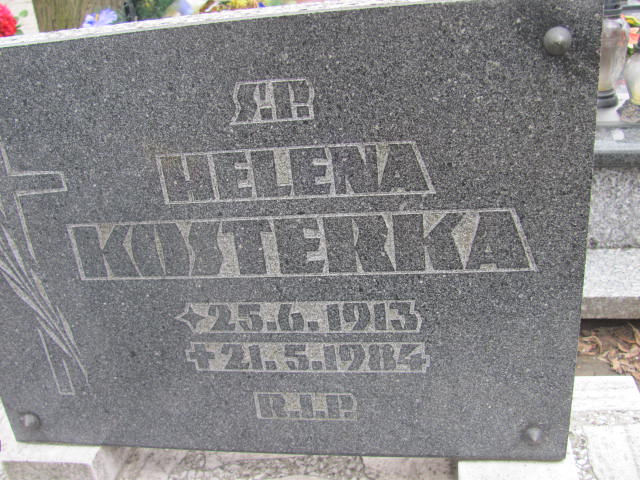 Ś.P.
HELENA
KOSTERKA
25.6.1913
21.5.1984
R.I.P.